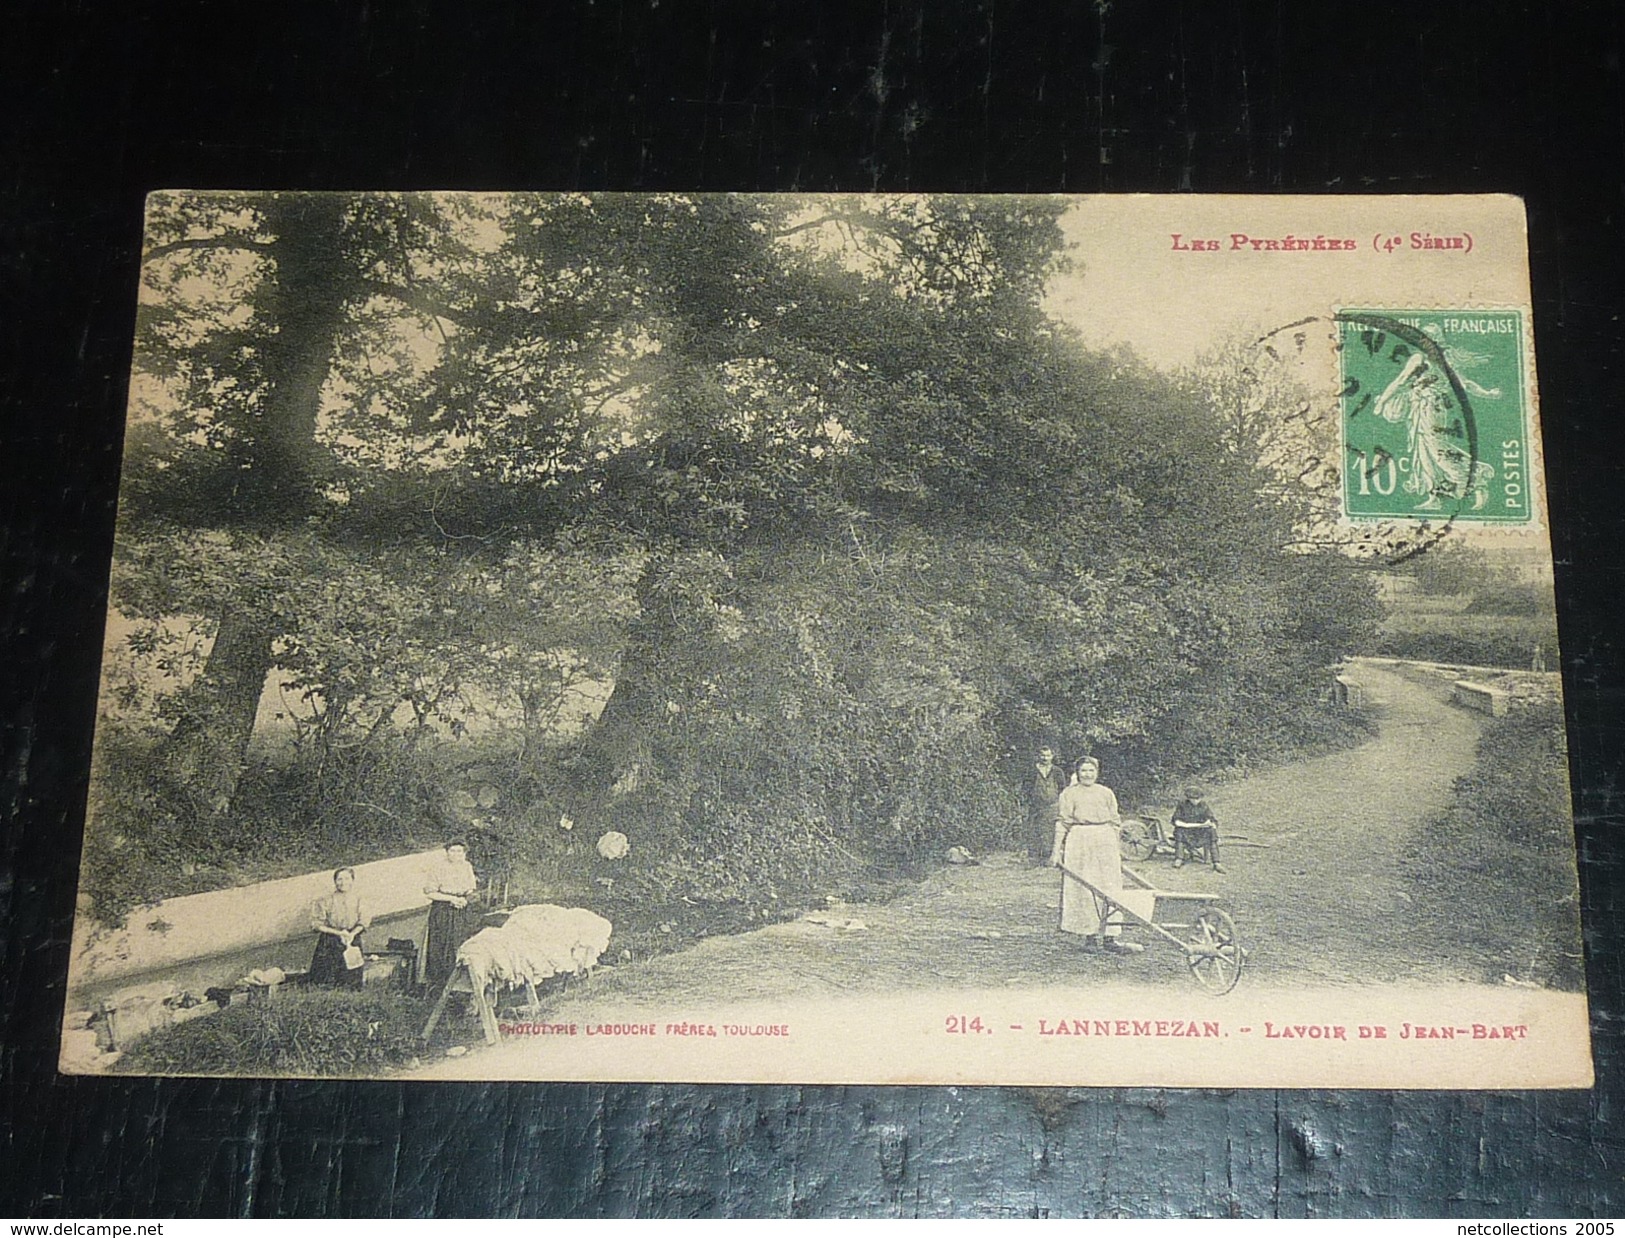 Les Pyrénées (4e Série)
FRANÇAISE
10c
POSTES
PHOTOTYPIE LABOUCHE FRÈRES, TOULOUSE
214. - LANNEMEZAN. - Lavoir de Jean-Bart
www.delcampe.net
netcollections 2005